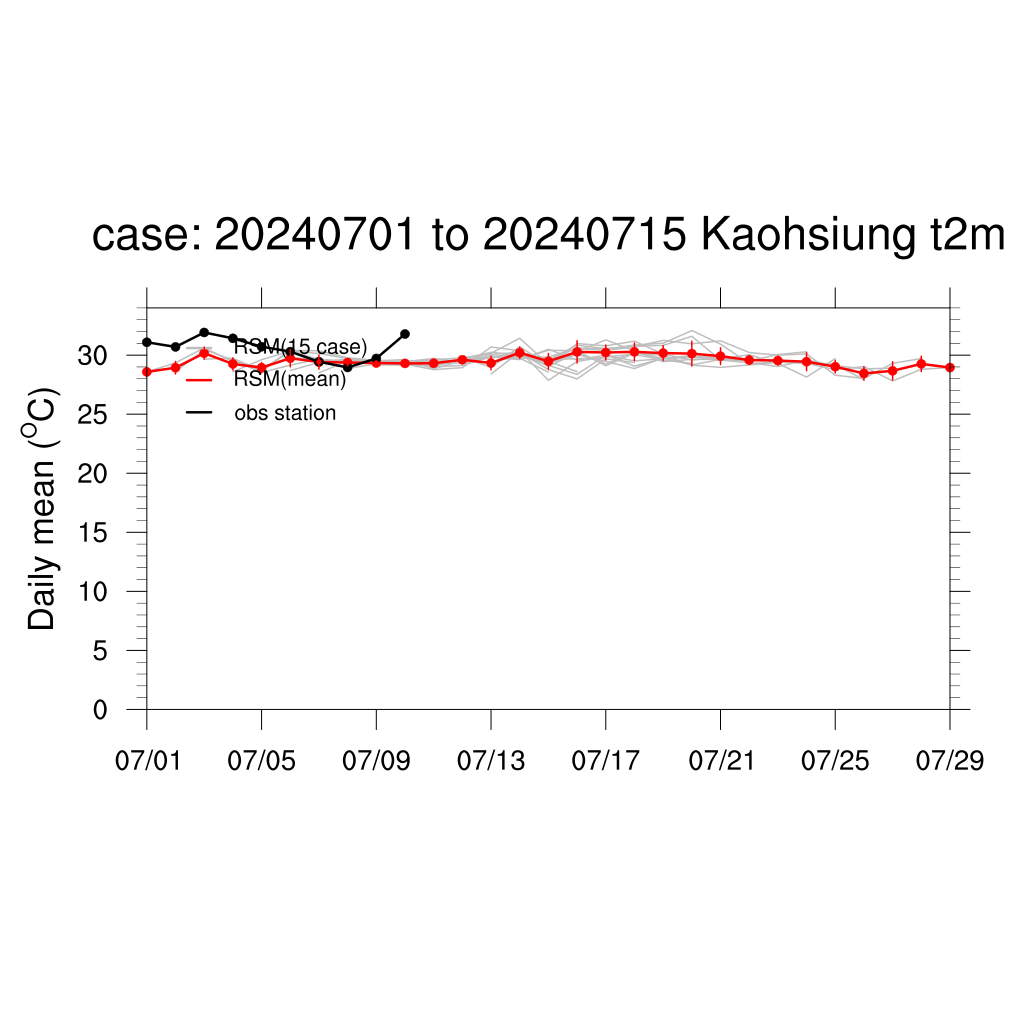 case: 20240701 to 20240715 Kaohsiung t2m
Daily mean (°C)
30
25
20
15
10
5
0
RSM(15 case)
RSM(mean)
obs station
07/01 07/05 07/09 07/13 07/17 07/21 07/25 07/29